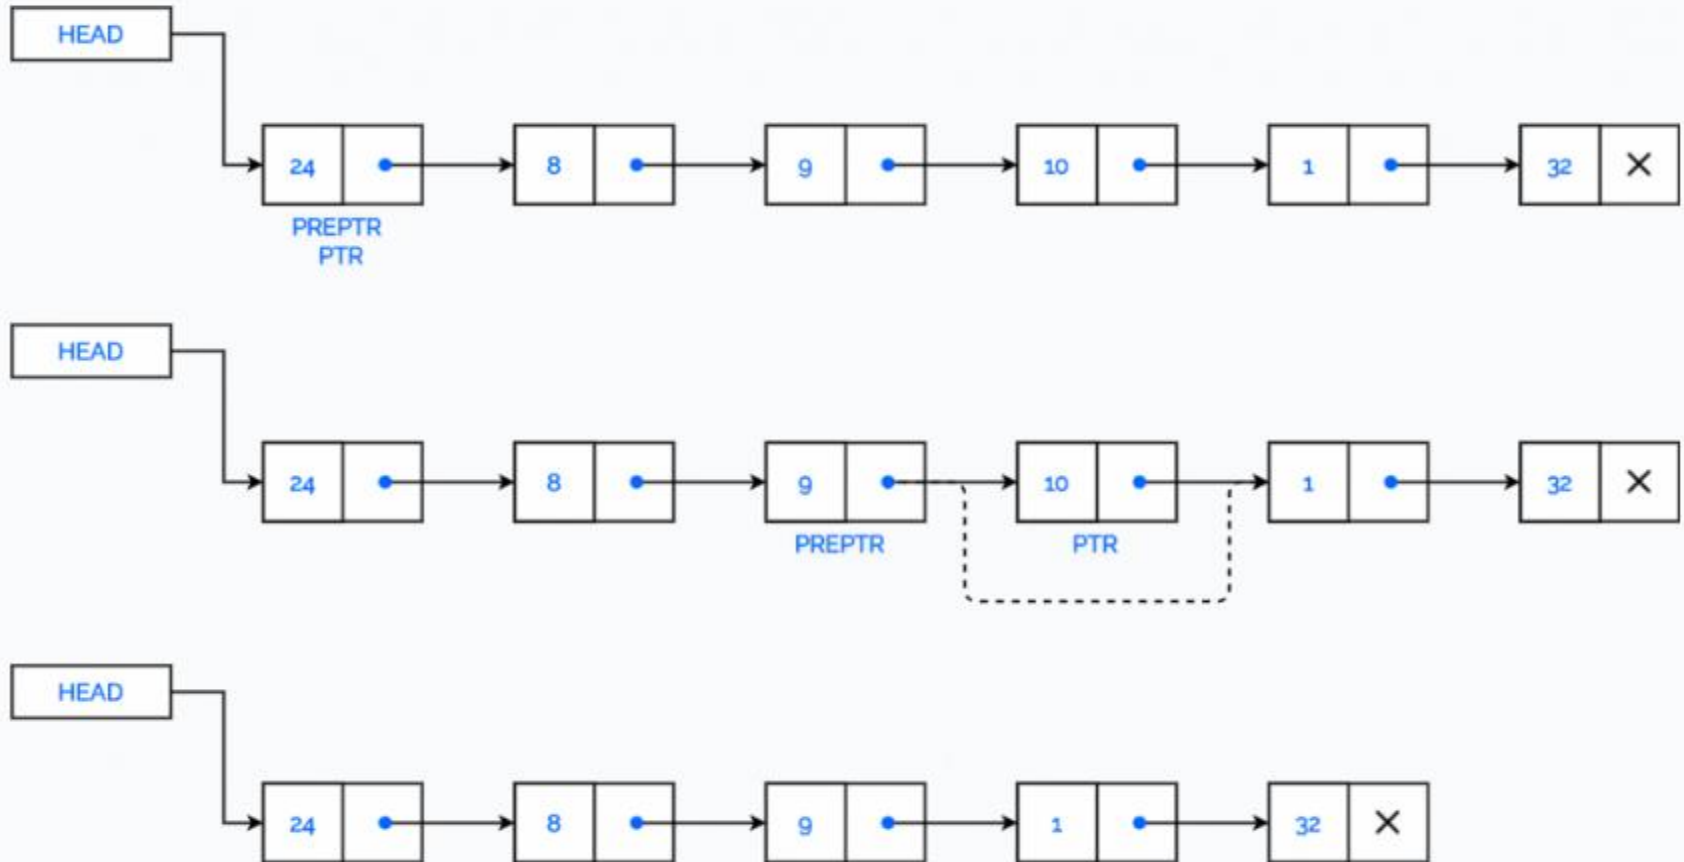 HEAD
24 8 9 10 1 32
PREPTR
PTR
HEAD
24 8 9 10 1 32
PREPTR PTR
HEAD
24 8 9 1 32